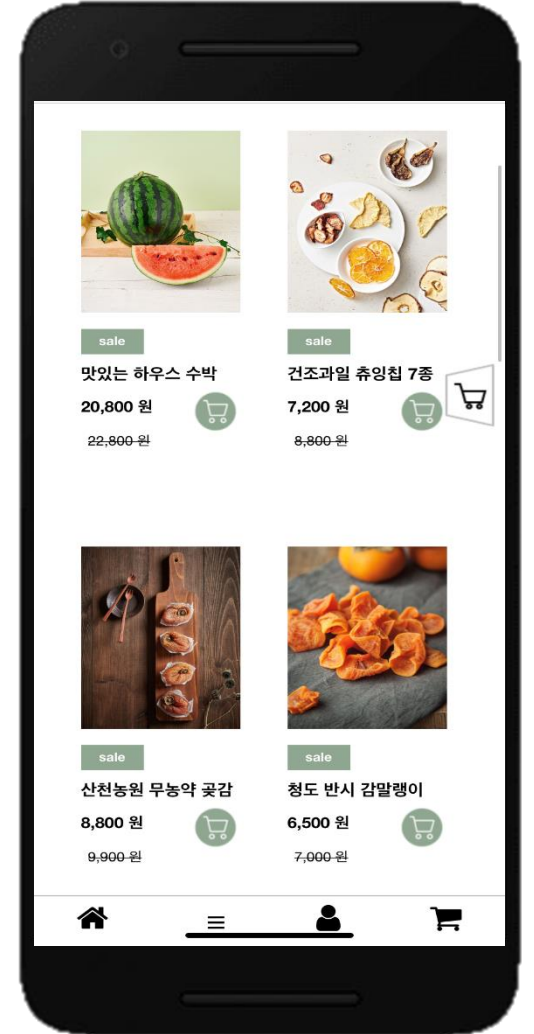 sale
맛있는 하우스 수박
20,800 원
22,800 원
sale
건조과일 츄잉칩 7종
7,200 원
8,800 원
sale
산천농원 무농약 곶감
8,800 원
9,900 원
sale
청도 반시 감말랭이
6,500 원
7,000 원